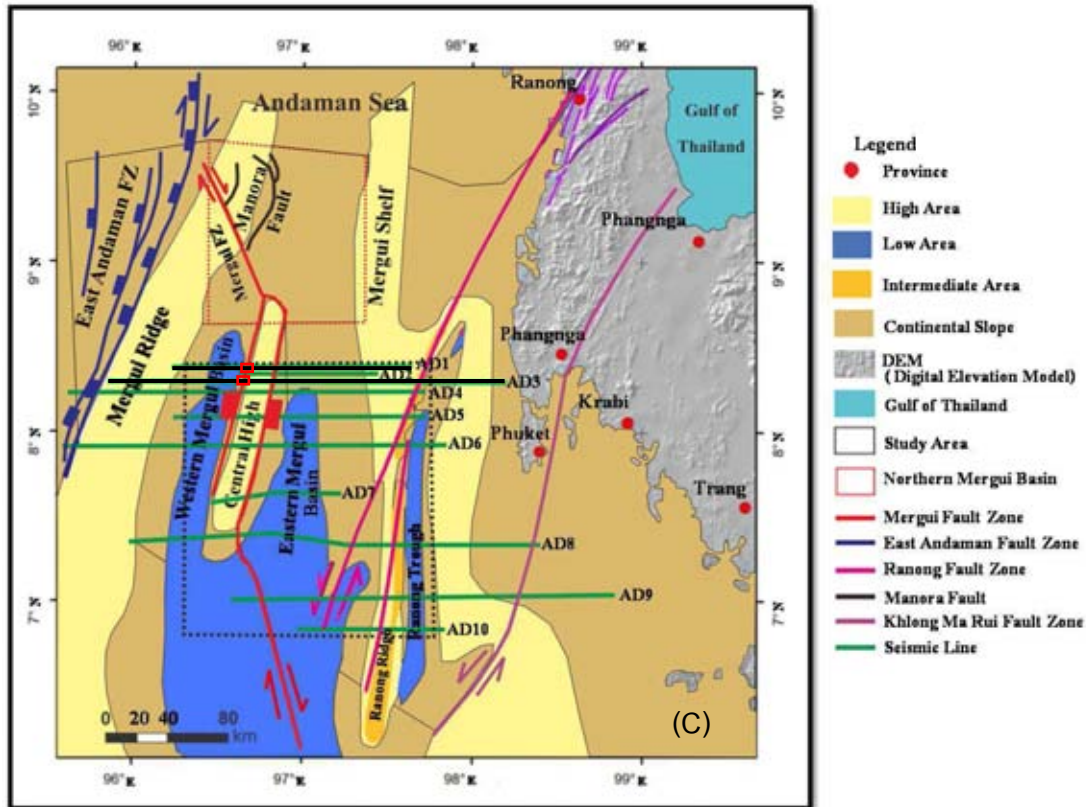 96° E 97° E 98° E 99° E
Ranong
10° N
10° N
Andaman Sea
Gulf of
Thailand
East Andaman FZ
Manora
Fault
Mergui FZ
Mergui Shelf
Phangnga
9° N
9° N
Mergui Ridge
Phangnga
AD1
AD2
AD3
AD4
Krabi
AD5
Western Mergui Basin
Central High
8° N
8° N
Phuket
AD6
Eastern Mergui
Basin
AD7
Trang
AD8
Ranong Trough
7° N
7° N
AD9
AD10
Ranong Ridge
0 20 40 80
km
(C)
96° E 97° E 98° E 99° E
Legend
Province
High Area
Low Area
Intermediate Area
Continental Slope
DEM
( Digital Elevation Model)
Gulf of Thailand
Study Area
Northern Mergui Basin
Mergui Fault Zone
East Andaman Fault Zone
Ranong Fault Zone
Manora Fault
Khlong Ma Rui Fault Zone
Seismic Line